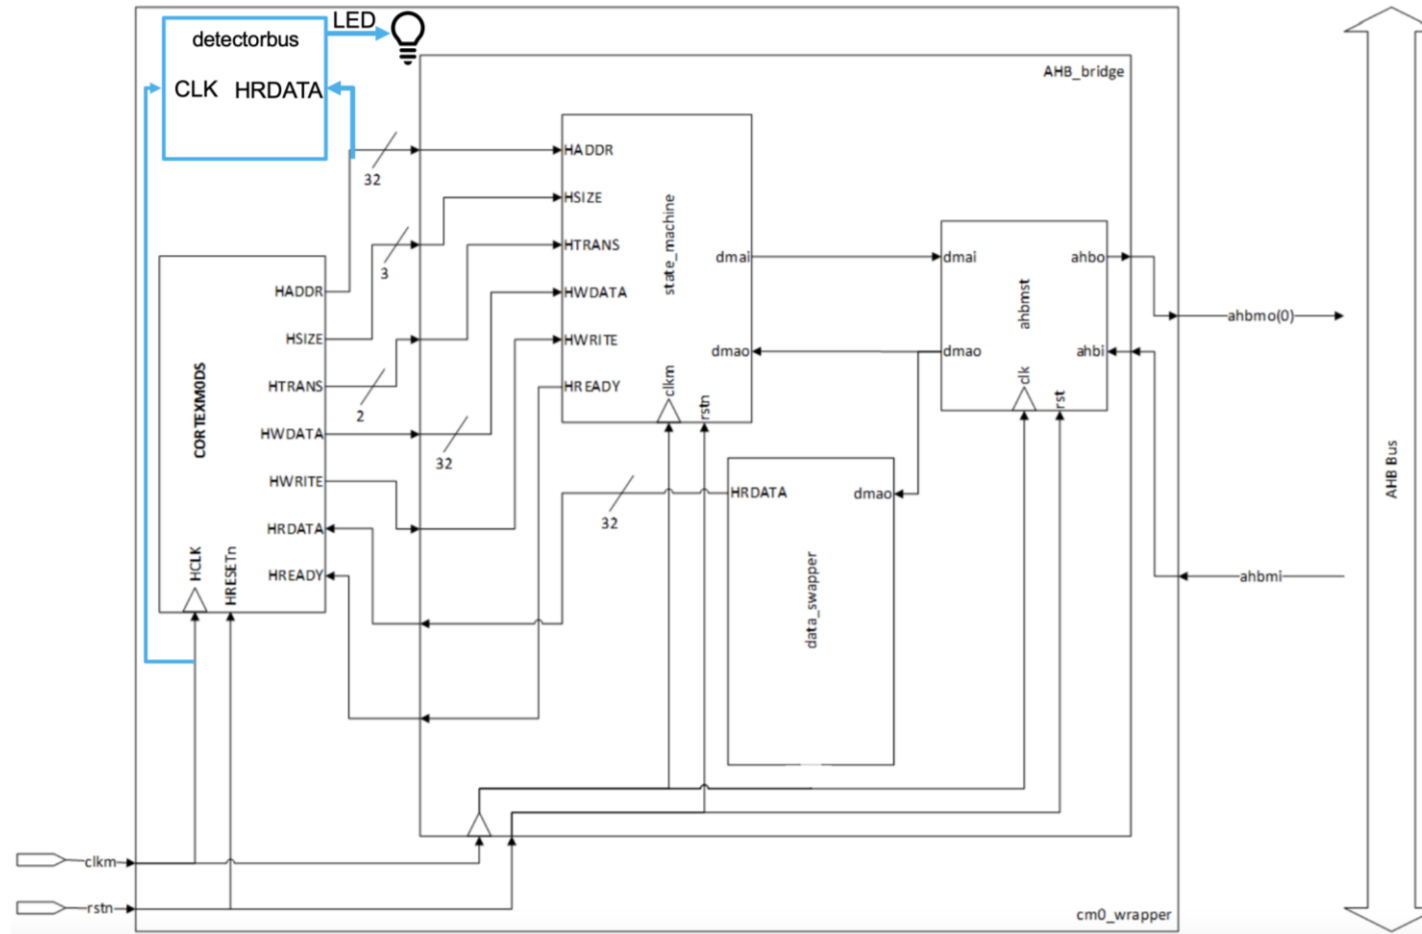 LED
detectorbus
CLK HRDATA
AHB_bridge
32
HADDR
HSIZE
3
HTRANS
state_machine
dmai
dmai
ahbo
HADDR
HWDATA
ahbmst
ahbmo(0)
HSIZE
HWRITE
dmao
dmao
ahbi
CORTEXM0DS
HTRANS
2
HREADY
clkm
rstn
clk
rst
HWDATA
32
AHB Bus
HWRITE
32
HRDATA
dmao
HRDATA
HCLK
HRESETn
HREADY
data_swapper
ahbmi
clkm
rstn
cm0_wrapper